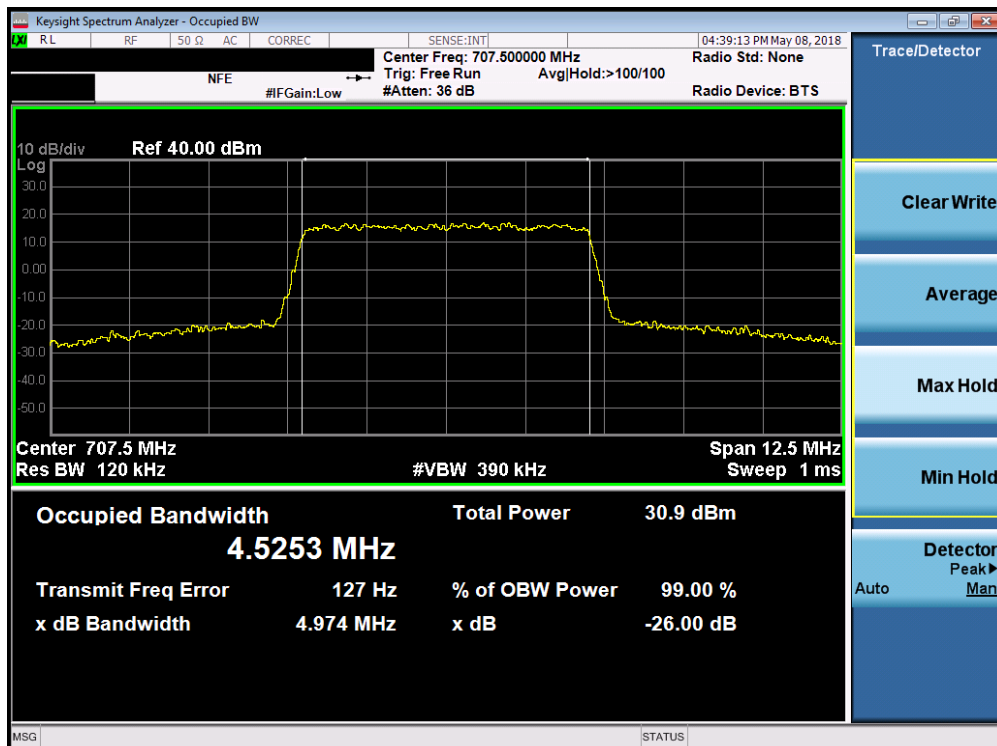 Keysight Spectrum Analyzer - Occupied BW
LXI RL RF 50 Ω AC CORREC SENSE:INT 04:39:13 PM May 08, 2018
Center Freq: 707.500000 MHz Radio Std: None
NFE Trig: Free Run Avg|Hold:>100/100
#IFGain:Low #Atten: 36 dB Radio Device: BTS
Trace/Detector
10 dB/div Ref 40.00 dBm
Log
30.0
20.0
10.0
0.00
-10.0
-20.0
-30.0
-40.0
-50.0
Center 707.5 MHz Span 12.5 MHz
Res BW 120 kHz #VBW 390 kHz Sweep 1 ms
Occupied Bandwidth Total Power 30.9 dBm
4.5253 MHz
Transmit Freq Error 127 Hz % of OBW Power 99.00 %
x dB Bandwidth 4.974 MHz x dB -26.00 dB
Clear Write
Average
Max Hold
Min Hold
Detector
Peak▶
Auto Man
MSG STATUS